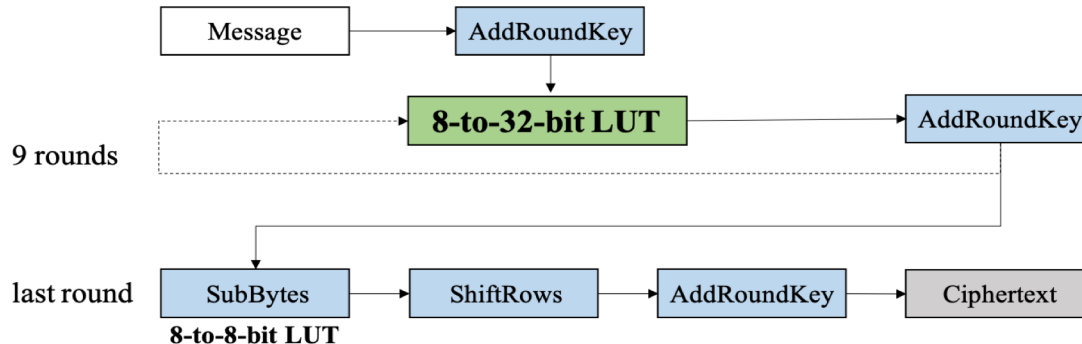 Message
AddRoundKey
8-to-32-bit LUT
AddRoundKey
9 rounds
last round
SubBytes
ShiftRows
AddRoundKey
Ciphertext
8-to-8-bit LUT